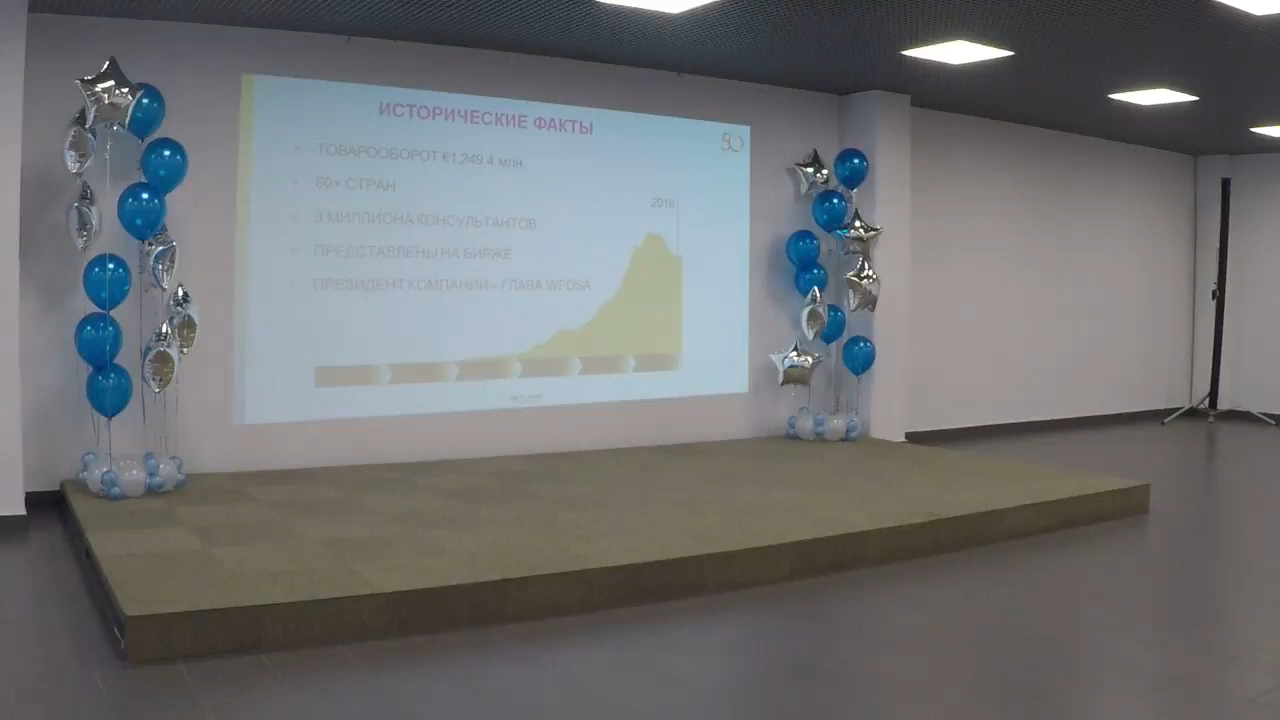 ИСТОРИЧЕСКИЕ ФАКТЫ
50
ТОВАРООБОРОТ €1,249.4 млн.
60+ СТРАН
2016
3 МИЛЛИОНА КОНСУЛЬТАНТОВ
ПРЕДСТАВЛЕНЫ НА БИРЖЕ
ПРЕЗИДЕНТ КОМПАНИИ - ГЛАВА WFDSA